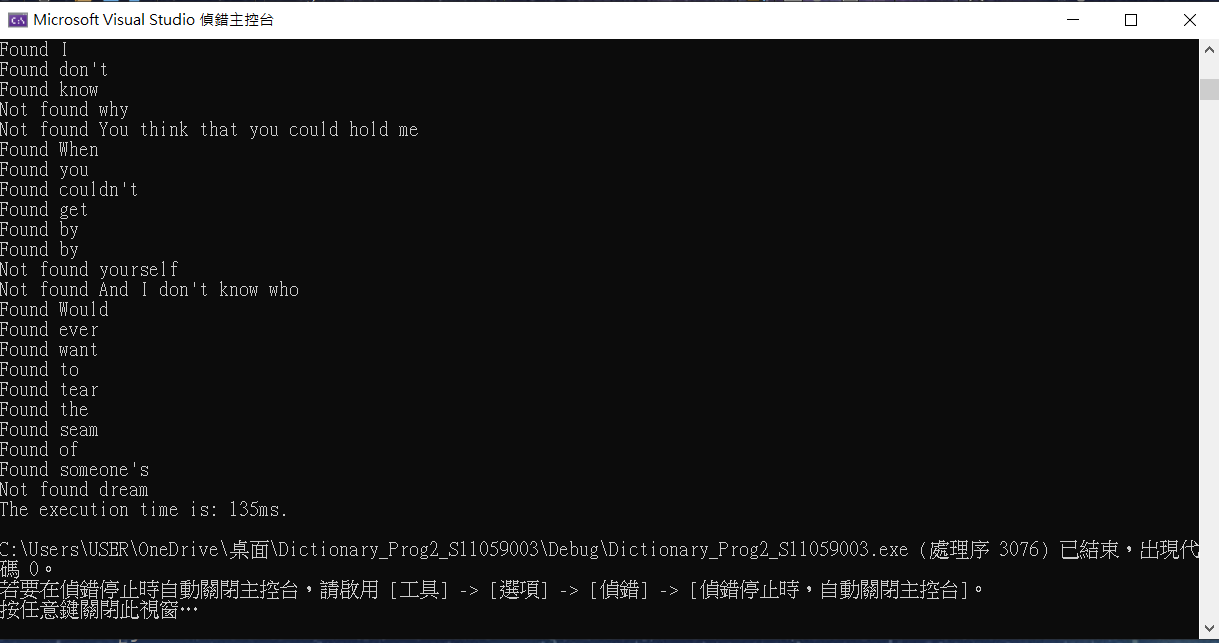 Microsoft Visual Studio 偵錯主控台
Found I
Found don't
Found know
Not found why
Not found You think that you could hold me
Found When
Found you
Found couldn't
Found get
Found by
Found by
Not found yourself
Not found And I don't know who
Found Would
Found ever
Found want
Found to
Found tear
Found the
Found seam
Found of
Found someone's
Not found dream
The execution time is: 135ms.
C:\Users\USER\OneDrive\桌面\Dictionary_Prog2_S11059003\Debug\Dictionary_Prog2_S11059003.exe (處理序 3076) 已結束，出現代
碼 0。
若要在偵錯停止時自動關閉主控台，請啟用 [工具] -> [選項] -> [偵錯] -> [偵錯停止時，自動關閉主控台]。
按任意鍵關閉此視窗…